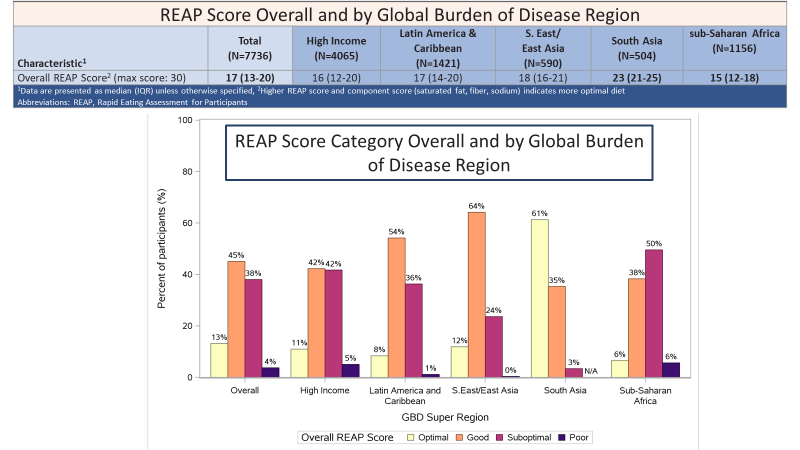 REAP Score Overall and by Global Burden of Disease Region
Characteristic¹
Total
(N=7736)
High Income
(N=4065)
Latin America &
Caribbean
(N=1421)
S. East/
East Asia
(N=590)
South Asia
(N=504)
sub-Saharan Africa
(N=1156)
Overall REAP Score² (max score: 30) 17 (13-20) 16 (12-20) 17 (14-20) 18 (16-21) 23 (21-25) 15 (12-18)
¹Data are presented as median (IQR) unless otherwise specified, ²Higher REAP score and component score (saturated fat, fiber, sodium) indicates more optimal diet
Abbreviations: REAP, Rapid Eating Assessment for Participants
REAP Score Category Overall and by Global Burden
of Disease Region
Percent of participants (%)
100
80
60
40
20
0
13%
45%
38%
4%
11%
42%
42%
5%
8%
54%
36%
1%
12%
64%
24%
0%
61%
35%
3%
N/A
6%
38%
50%
6%
Overall
High Income
Latin America and
Caribbean
S.East/East Asia
South Asia
Sub-Saharan
Africa
GBD Super Region
Overall REAP Score Optimal Good Suboptimal Poor